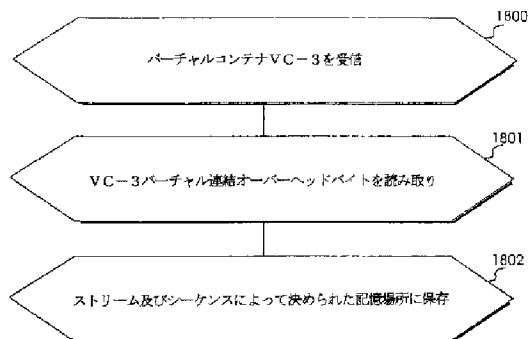 1800
バーチャルコンテナVC-3を受信
1801
VC-3バーチャル連結オーバーヘッドバイトを読み取り
1802
ストリーム及びシーケンスによって決められた記憶場所に保存